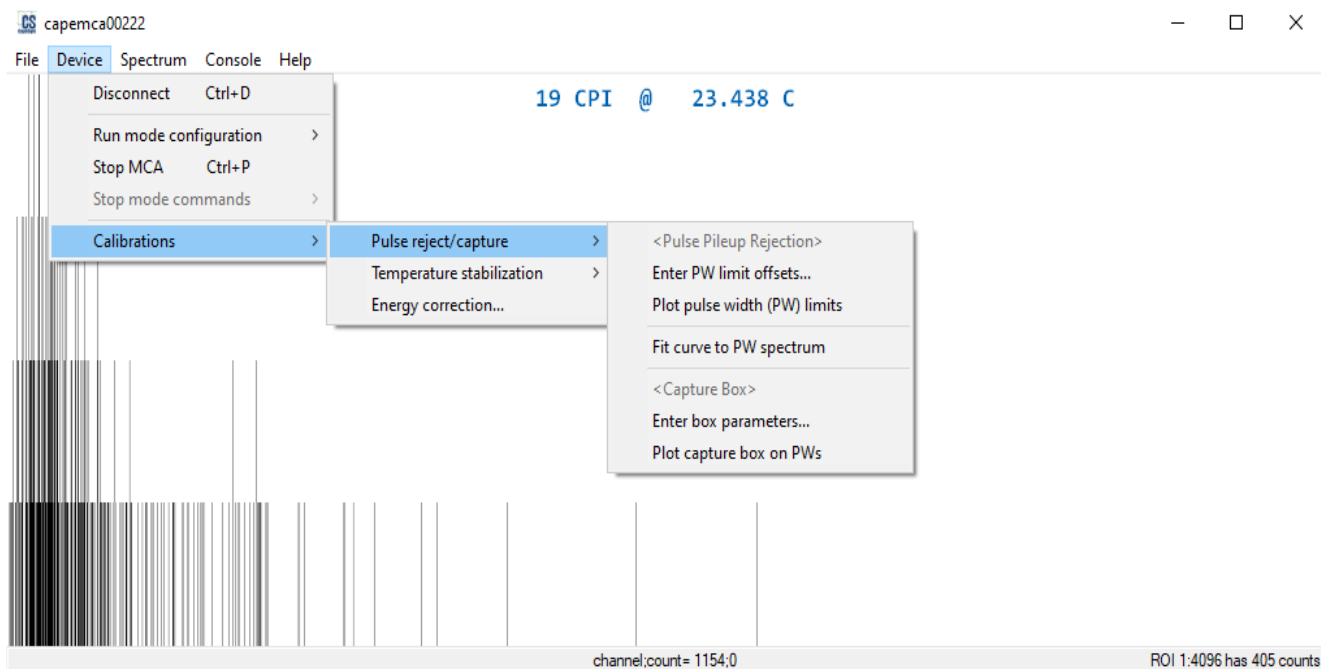 CS capemca00222
File Device Spectrum Console Help
19 CPI @ 23.438 C
Disconnect Ctrl+D
Run mode configuration
Stop MCA Ctrl+P
Stop mode commands
Calibrations
Pulse reject/capture
Temperature stabilization
Energy correction...
<Pulse Pileup Rejection>
Enter PW limit offsets...
Plot pulse width (PW) limits
Fit curve to PW spectrum
<Capture Box>
Enter box parameters...
Plot capture box on PWs
channel;count= 1154;0
ROI 1:4096 has 405 counts